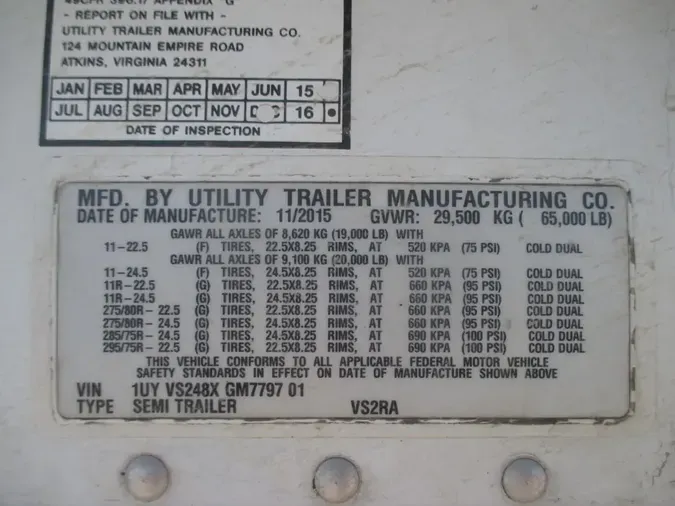 49CFR 396.17 APPENDIX "G"
- REPORT ON FILE WITH -
UTILITY TRAILER MANUFACTURING CO.
124 MOUNTAIN EMPIRE ROAD
ATKINS, VIRGINIA 24311
JAN FEB MAR APR MAY JUN 15
JUL AUG SEP OCT NOV 16
DATE OF INSPECTION
MFD. BY UTILITY TRAILER MANUFACTURING CO.
DATE OF MANUFACTURE: 11/2015 GVWR: 29,500 KG ( 65,000 LB)
GAWR ALL AXLES OF 8,620 KG (19,000 LB) WITH
11-22.5 (F) TIRES, 22.5X8.25 RIMS, AT 520 KPA (75 PSI) COLD DUAL
GAWR ALL AXLES OF 9,100 KG (20,000 LB) WITH
11-24.5 (F) TIRES, 24.5X8.25 RIMS, AT 520 KPA (75 PSI) COLD DUAL
11R-22.5 (G) TIRES, 22.5X8.25 RIMS, AT 660 KPA (95 PSI) COLD DUAL
11R-24.5 (G) TIRES, 24.5X8.25 RIMS, AT 660 KPA (95 PSI) COLD DUAL
275/80R- 22.5 (G) TIRES, 22.5X8.25 RIMS, AT 660 KPA (95 PSI) COLD DUAL
275/80R- 24.5 (G) TIRES, 24.5X8.25 RIMS, AT 660 KPA (95 PSI) COLD DUAL
285/75R- 24.5 (G) TIRES, 24.5X8.25 RIMS, AT 690 KPA (100 PSI) COLD DUAL
295/75R- 22.5 (G) TIRES, 22.5X8.25 RIMS, AT 690 KPA (100 PSI) COLD DUAL
THIS VEHICLE CONFORMS TO ALL APPLICABLE FEDERAL MOTOR VEHICLE
SAFETY STANDARDS IN EFFECT ON DATE OF MANUFACTURE SHOWN ABOVE
VIN 1UY VS248X GM7797 01
TYPE SEMI TRAILER VS2RA